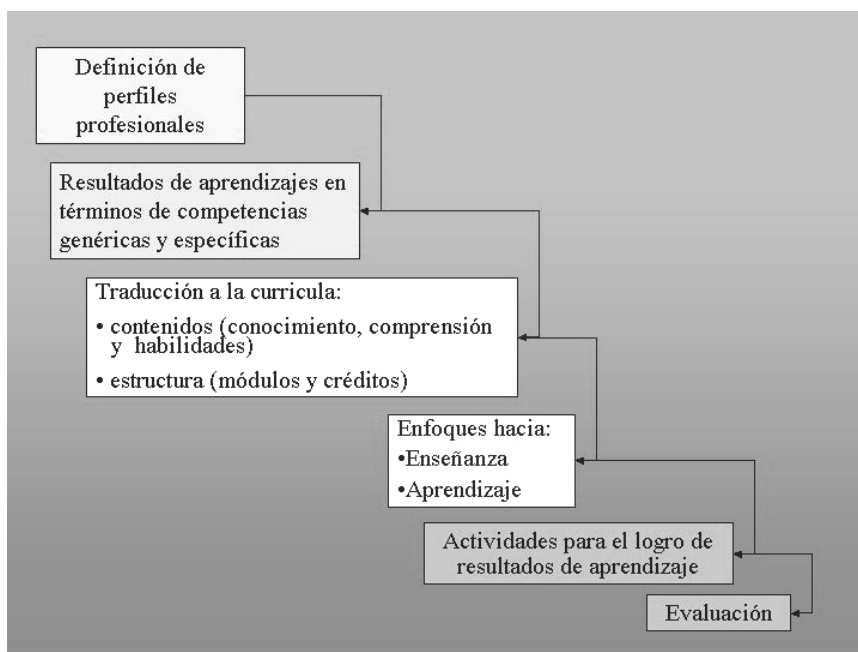 Definición de
perfiles
profesionales
Resultados de aprendizajes en
términos de competencias
genéricas y específicas
Traducción a la curricula:
• contenidos (conocimiento, comprensión
y habilidades)
• estructura (módulos y créditos)
Enfoques hacia:
•Enseñanza
•Aprendizaje
Actividades para el logro de
resultados de aprendizaje
Evaluación